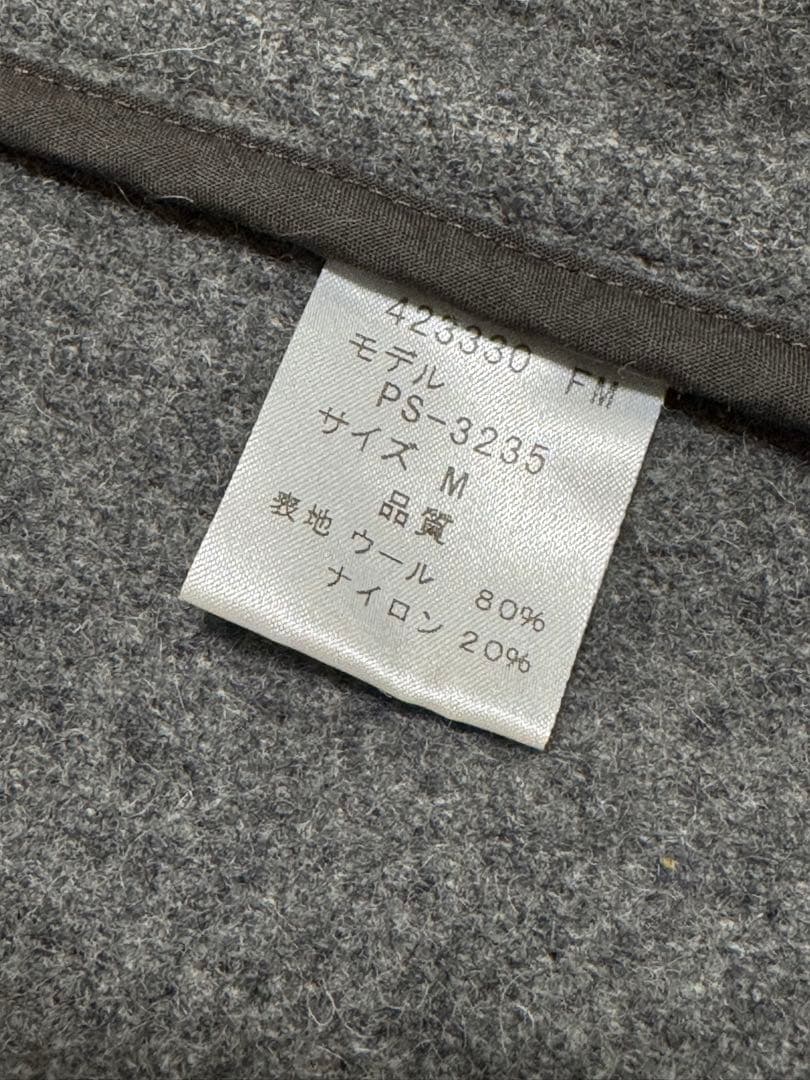 423330 FM
モデル
PS-3235
サイズ M
品質
表地 ウール 80%
ナイロン 20%